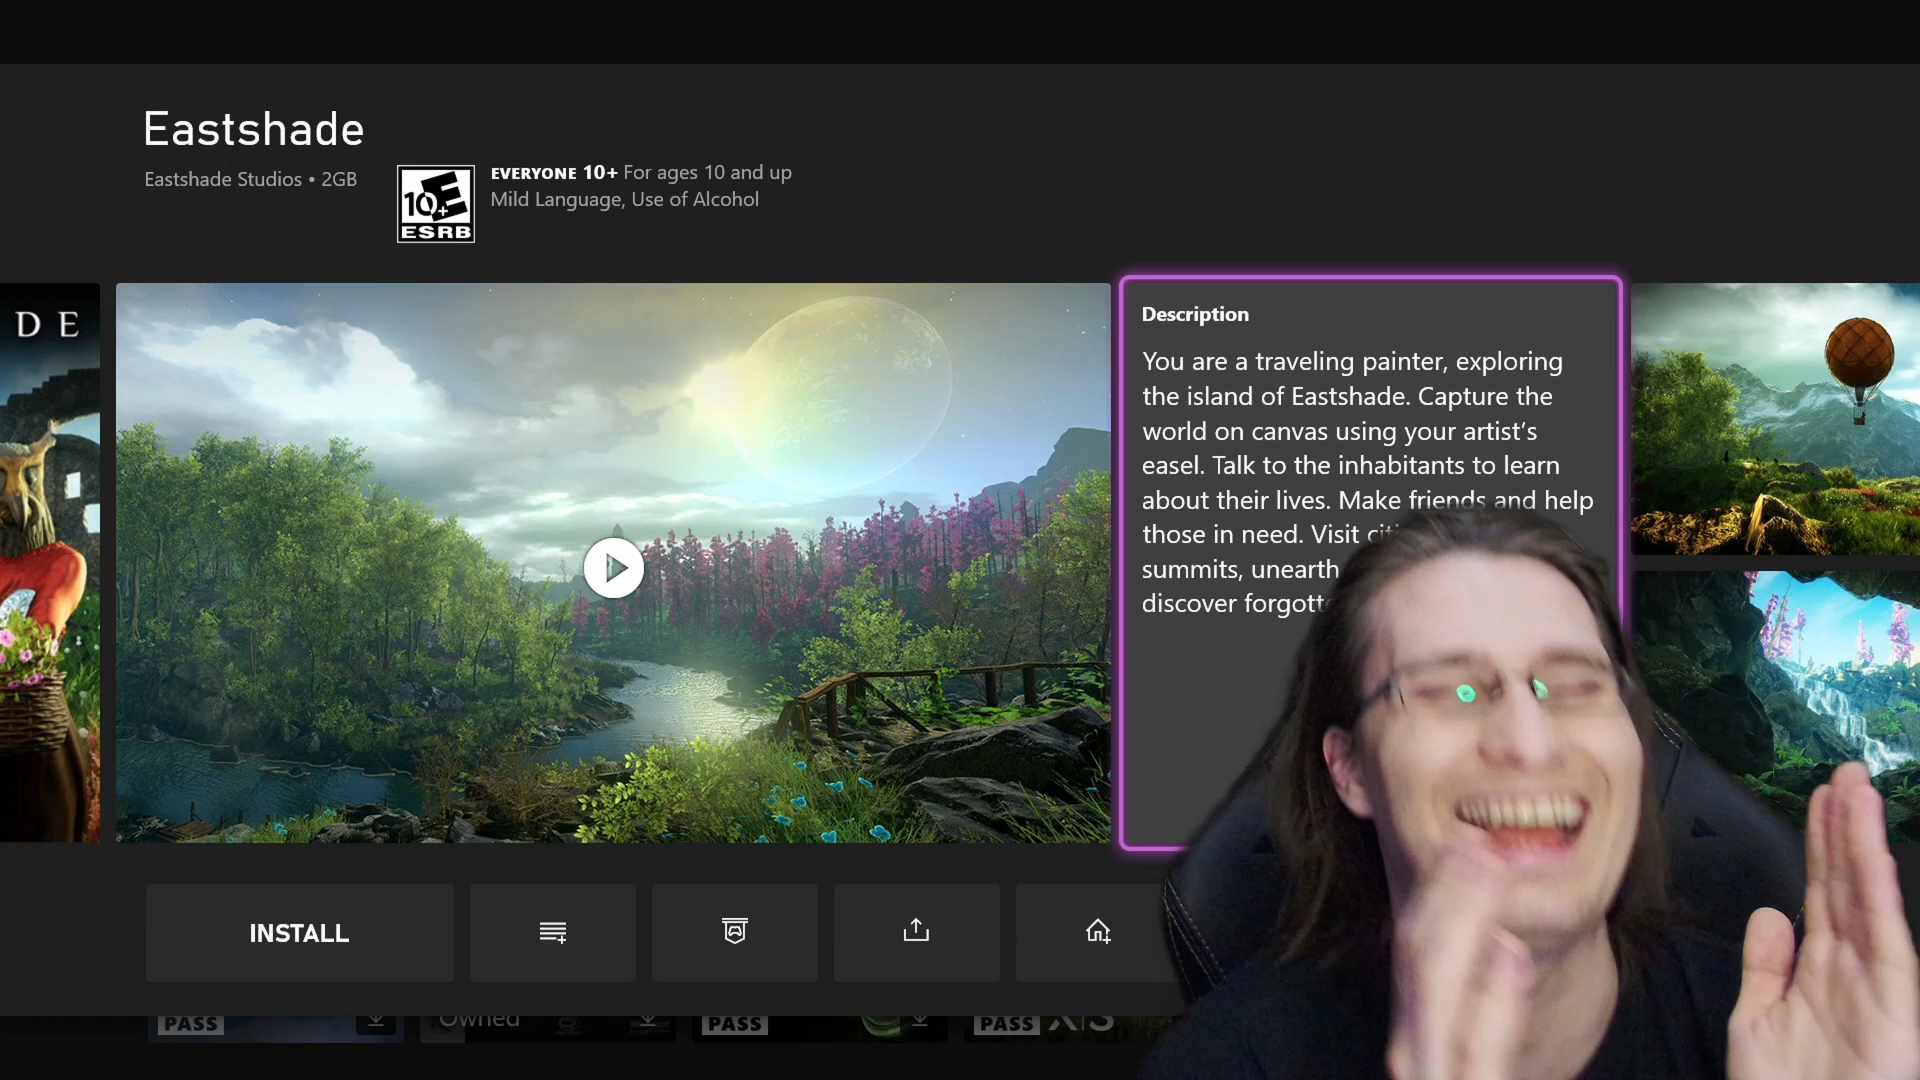 Eastshade
Eastshade Studios • 2GB
EVERYONE 10+ For ages 10 and up
Mild Language, Use of Alcohol
10+
ESRB
D E
Description
You are a traveling painter, exploring
the island of Eastshade. Capture the
world on canvas using your artist's
easel. Talk to the inhabitants to learn
about their lives. Make friends and help
those in need. Visit
summits, unearth
discover
INSTALL
PASS
Owned
PASS
PASS X|S